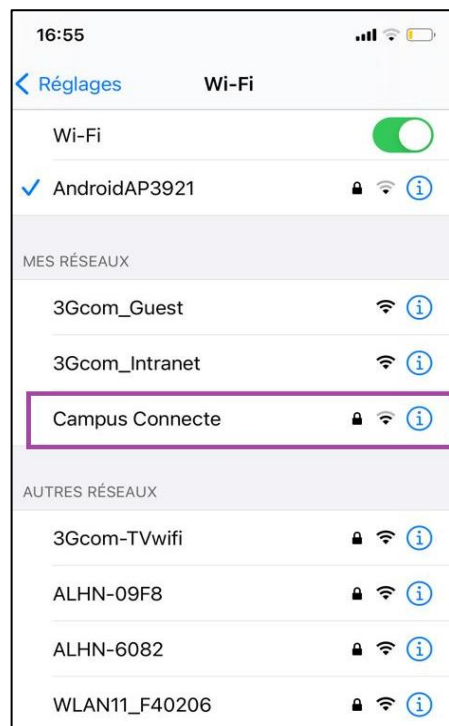 16:55
Réglages Wi-Fi
Wi-Fi
AndroidAP3921
MES RÉSEAUX
3Gcom_Guest
3Gcom_Intranet
Campus Connecte
AUTRES RÉSEAUX
3Gcom-TVwifi
ALHN-09F8
ALHN-6082
WLAN11_F40206